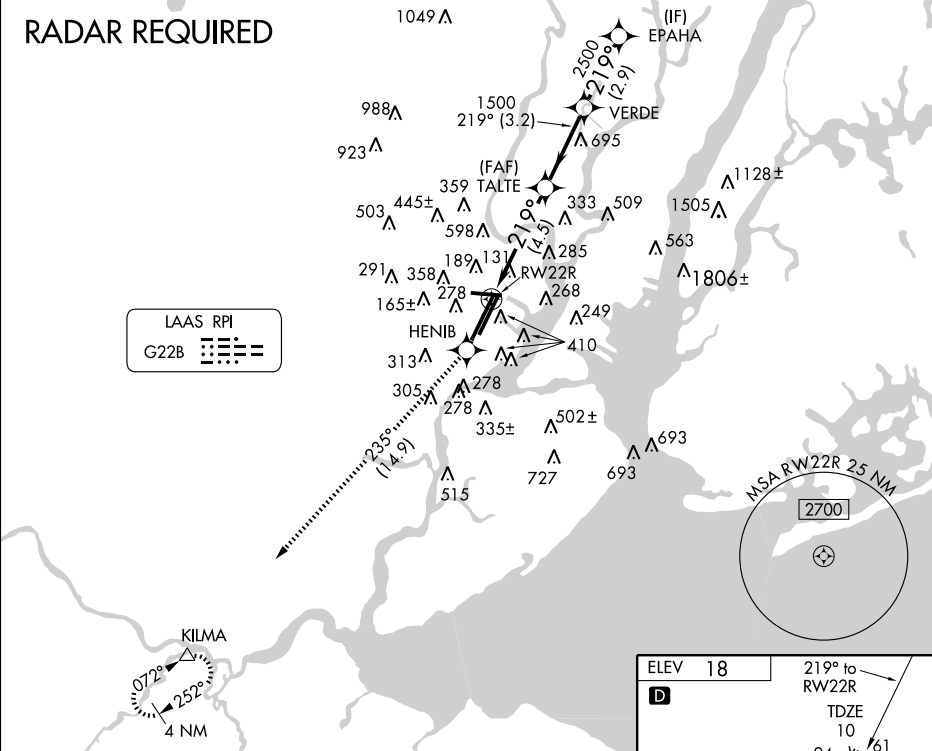 RADAR REQUIRED
1049
(IF)
EPAHA
2500
219°
(2.9)
988
1500
219° (3.2)
VERDE
923
695
(FAF)
TALTE
1128±
359
445±
503
598
333
509
1505
219°
(4.5)
563
285
189
131
RW22R
291
358
1806±
165±
278
268
249
LAAS RPI
G22B
HENIB
410
313
305
278
278
335±
502±
235°
(14.9)
693
727
693
515
MSA RW22R 25 NM
2700
KILMA
072°
252°
4 NM
ELEV 18
D
219° to
RW22R
TDZE
10
61